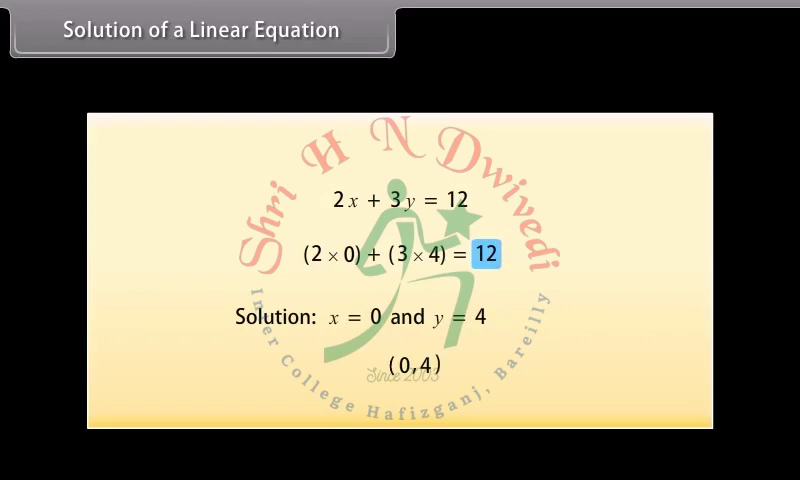 Solution of a Linear Equation
Shri H N Dwivedi
2x + 3y = 12
(2 × 0) + (3 × 4) = 12
Solution: x = 0 and y = 4
(0,4)
Since 2003
Inter College Hafizganj, Bareilly